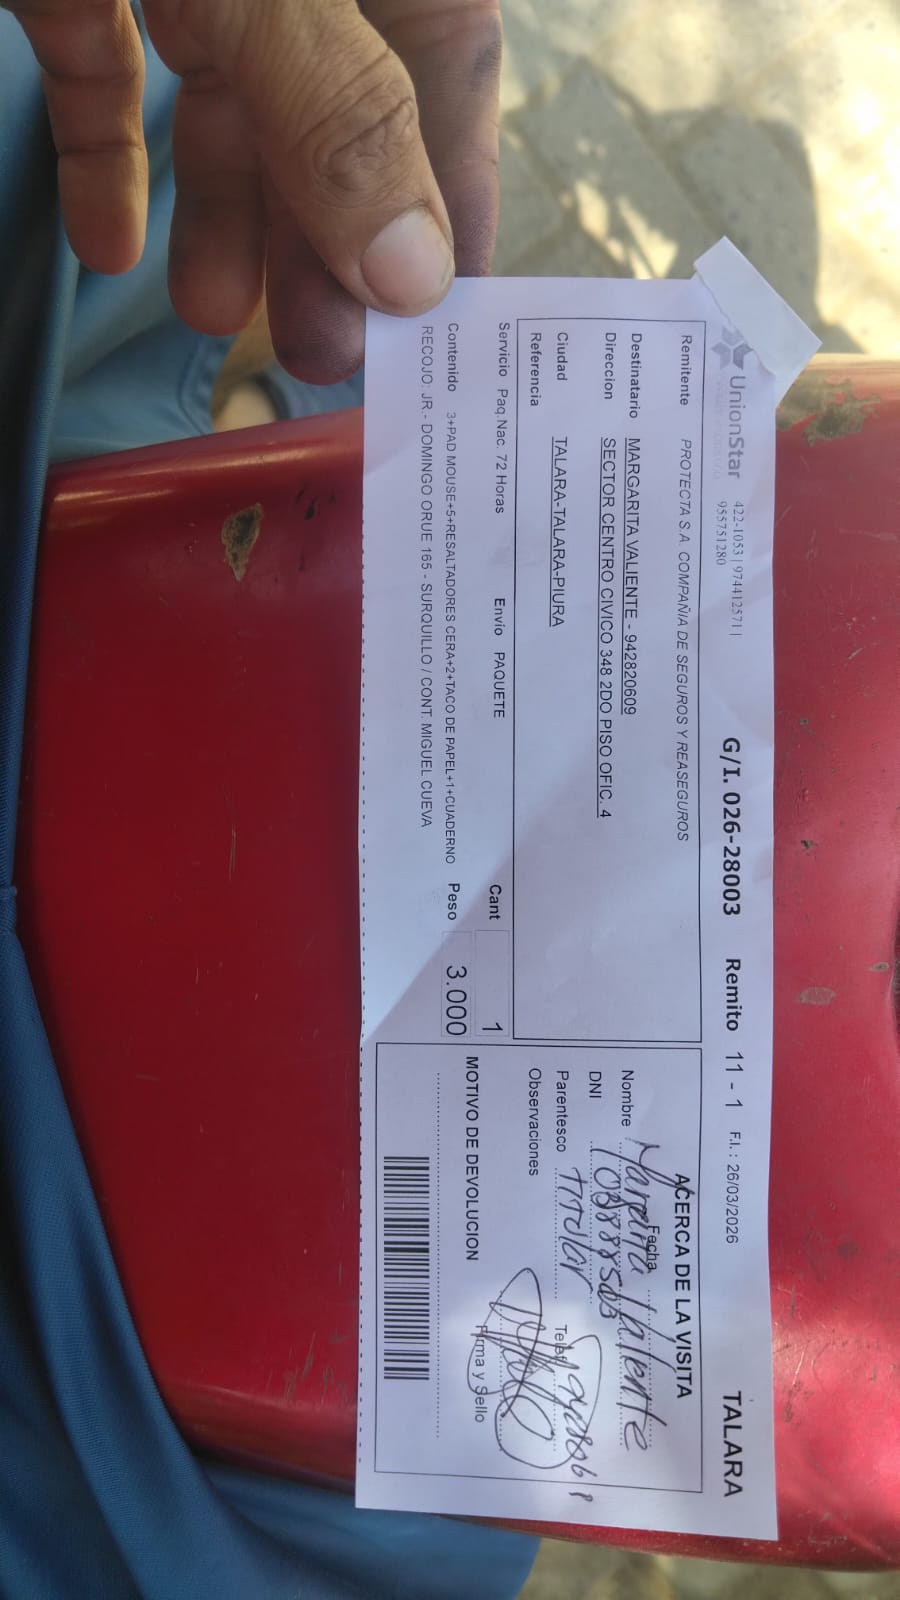 UnionStar 422-1053 | 974412571 |
955751280
G/I. 026-28003 Remito 11 - 1 F.I. : 26/03/2026 TALARA
Remitente PROTECTA S.A. COMPAÑIA DE SEGUROS Y REASEGUROS
Destinatario MARGARITA VALIENTE - 942820609
Direccion SECTOR CENTRO CIVICO 348 2DO PISO OFIC. 4
Ciudad TALARA-TALARA-PIURA
Referencia
Servicio Paq.Nac. 72 Horas Envío PAQUETE Cant 1
Contenido 3+PAD MOUSE+5+RESALTADORES CERA+2+TACO DE PAPEL+1+CUADERNO Peso 3.000
RECOJO: JR.- DOMINGO ORUE 165 - SURQUILLO / CONT. MIGUEL CUEVA
ACERCA DE LA VISITA
Fecha
Nombre Valiente
DNI
Parentesco Titular
Observaciones
Firma y Sello
MOTIVO DE DEVOLUCION